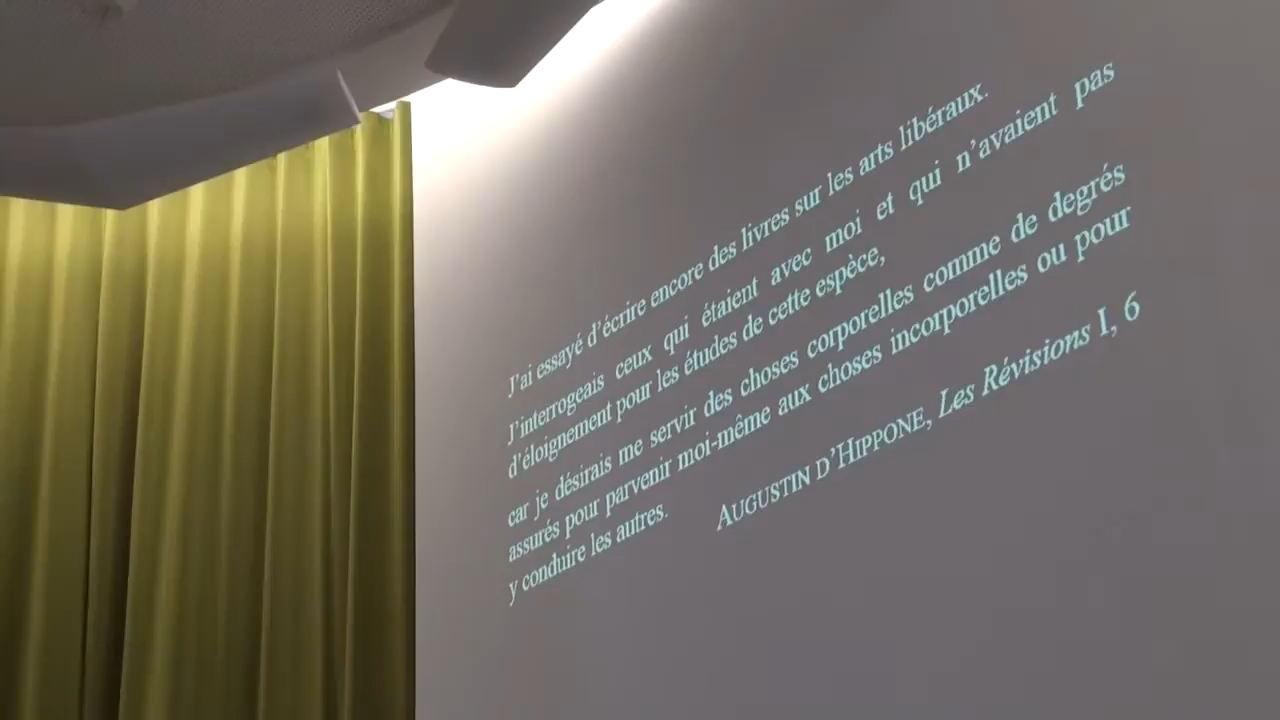 J'ai essayé d'écrire encore des livres sur les arts libéraux.
J'interrogeais ceux qui étaient avec moi et qui n'avaient pas
d'éloignement pour les études de cette espèce,
car je désirais me servir des choses corporelles comme de degrés
assurés pour parvenir moi-même aux choses incorporelles ou pour
y conduire les autres.
AUGUSTIN D'HIPPONE, Les Révisions I, 6